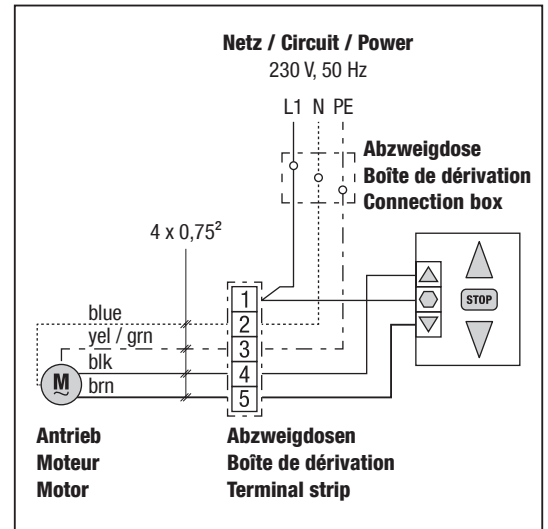 Netz / Circuit / Power
230 V, 50 Hz
L1 N PE
Abzweigdose
Boîte de dérivation
Connection box
4 x 0,75²
STOP
1
2
3
4
5
blue
yel / grn
blk
brn
M
~
Antrieb
Moteur
Motor
Abzweigdosen
Boîte de dérivation
Terminal strip